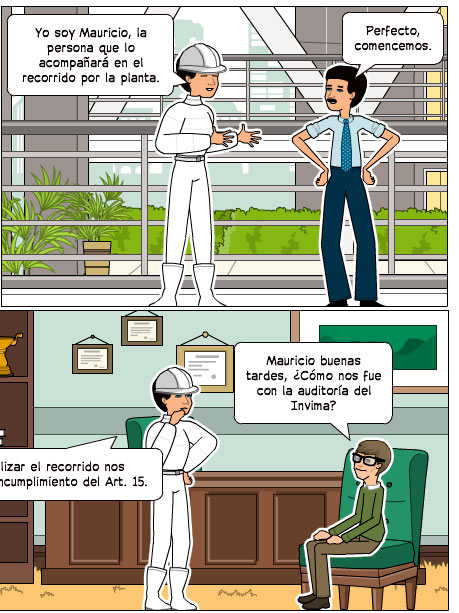 Yo soy Mauricio, la
persona que lo
acompañará en el
recorrido por la planta.
Perfecto,
comencemos.
Mauricio buenas
tardes, ¿Cómo nos fue
con la auditoría del
Invima?
el recorrido nos
del Art. 15.